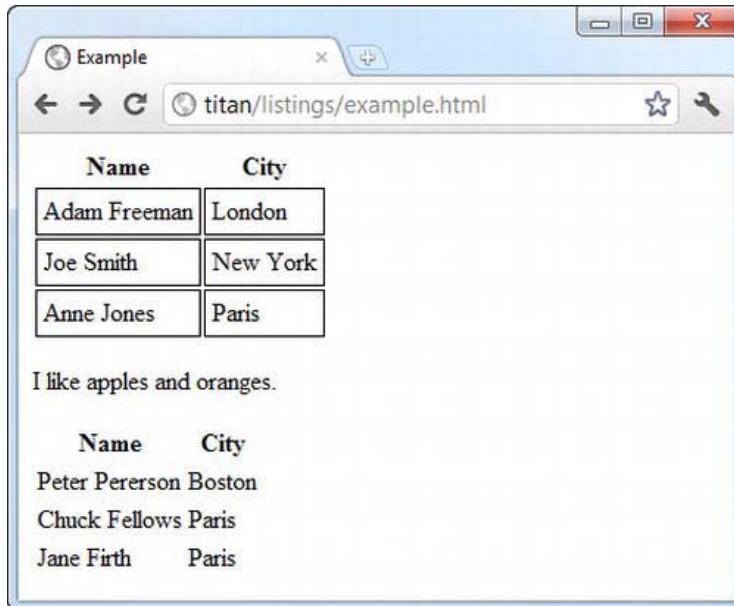 Example
titan/listings/example.html
Name City
Adam Freeman London
Joe Smith New York
Anne Jones Paris
I like apples and oranges.
Name City
Peter Pererson Boston
Chuck Fellows Paris
Jane Firth Paris